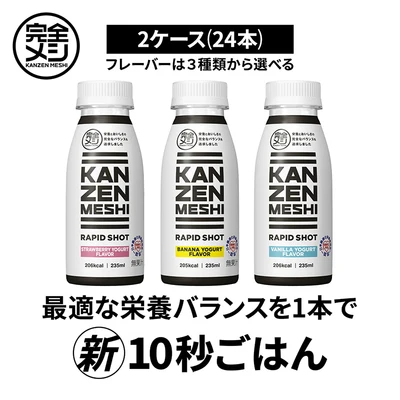 完全メシ
KANZEN MESHI
2ケース(24本)
フレーバーは３種類から選べる
KAN
ZEN
MESHI
RAPID SHOT
STRAWBERRY YOGURT
FLAVOR
206kcal | 235ml
KAN
ZEN
MESHI
RAPID SHOT
BANANA YOGURT
FLAVOR
205kcal | 235ml
KAN
ZEN
MESHI
RAPID SHOT
VANILLA YOGURT
FLAVOR
205kcal | 235ml
最適な栄養バランスを1本で
新 10秒ごはん